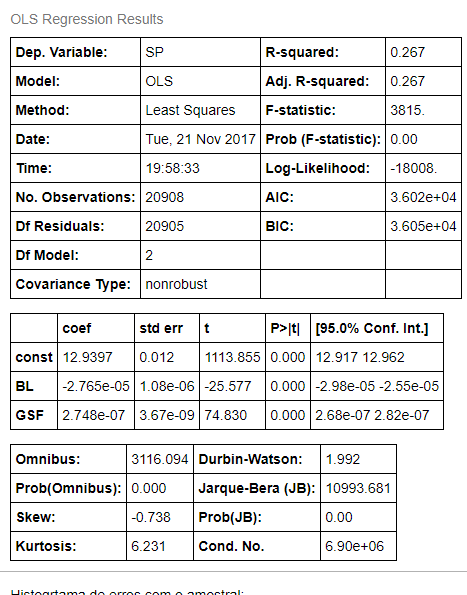 OLS Regression Results
Dep. Variable: SP R-squared: 0.267
Model: OLS Adj. R-squared: 0.267
Method: Least Squares F-statistic: 3815.
Date: Tue, 21 Nov 2017 Prob (F-statistic): 0.00
Time: 19:58:33 Log-Likelihood: -18008.
No. Observations: 20908 AIC: 3.602e+04
Df Residuals: 20905 BIC: 3.605e+04
Df Model: 2
Covariance Type: nonrobust
coef std err t P>|t| [95.0% Conf. Int.]
const 12.9397 0.012 1113.855 0.000 12.917 12.962
BL -2.765e-05 1.08e-06 -25.577 0.000 -2.98e-05 -2.55e-05
GSF 2.748e-07 3.67e-09 74.830 0.000 2.68e-07 2.82e-07
Omnibus: 3116.094 Durbin-Watson: 1.992
Prob(Omnibus): 0.000 Jarque-Bera (JB): 10993.681
Skew: -0.738 Prob(JB): 0.00
Kurtosis: 6.231 Cond. No. 6.90e+06
Histogrtama de erros com o amostral: